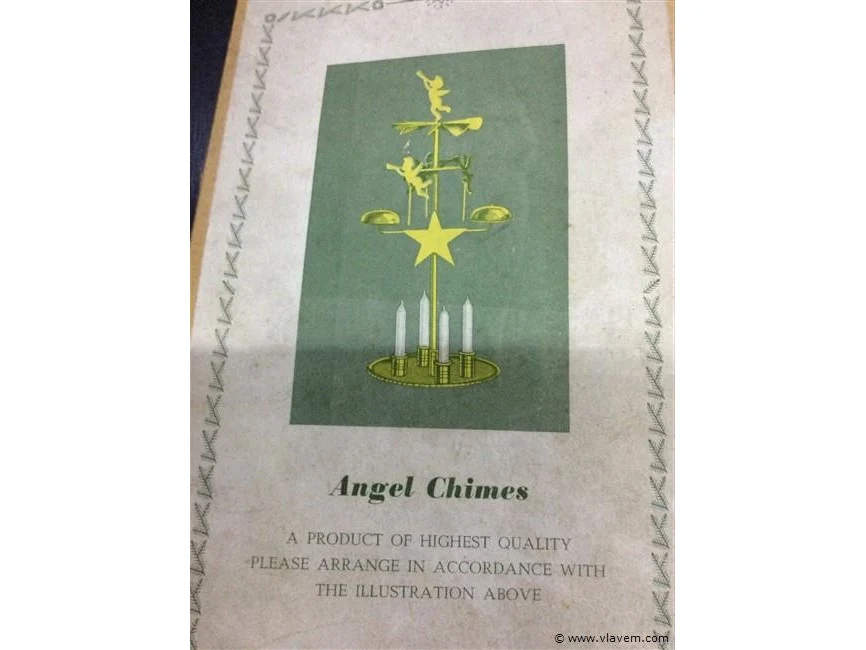 Angel Chimes
A PRODUCT OF HIGHEST QUALITY
PLEASE ARRANGE IN ACCORDANCE WITH
THE ILLUSTRATION ABOVE
© www.vlavem.com